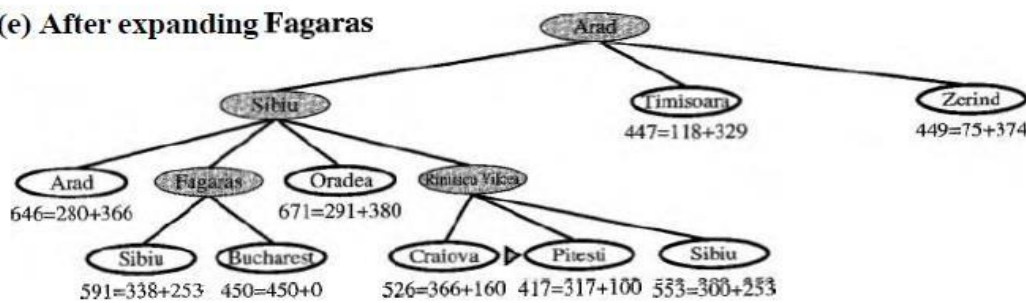 (e) After expanding Fagaras
Arad
Sibiu
Timisoara
Zerind
447=118+329
449=75+374
Arad
Fagaras
Oradea
Rimnicu Vilcea
646=280+366
671=291+380
Sibiu
Bucharest
Craiova
Pitesti
Sibiu
591=338+253
450=450+0
526=366+160
417=317+100
553=300+253